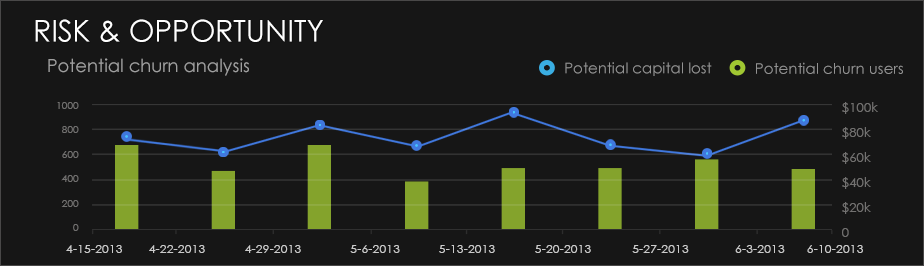 RISK & OPPORTUNITY
Potential churn analysis
Potential capital lost
Potential churn users
1000
800
600
400
200
0
$100k
$80k
$60k
$40k
$20k
0
4-15-2013 4-22-2013 4-29-2013 5-6-2013 5-13-2013 5-20-2013 5-27-2013 6-3-2013 6-10-2013